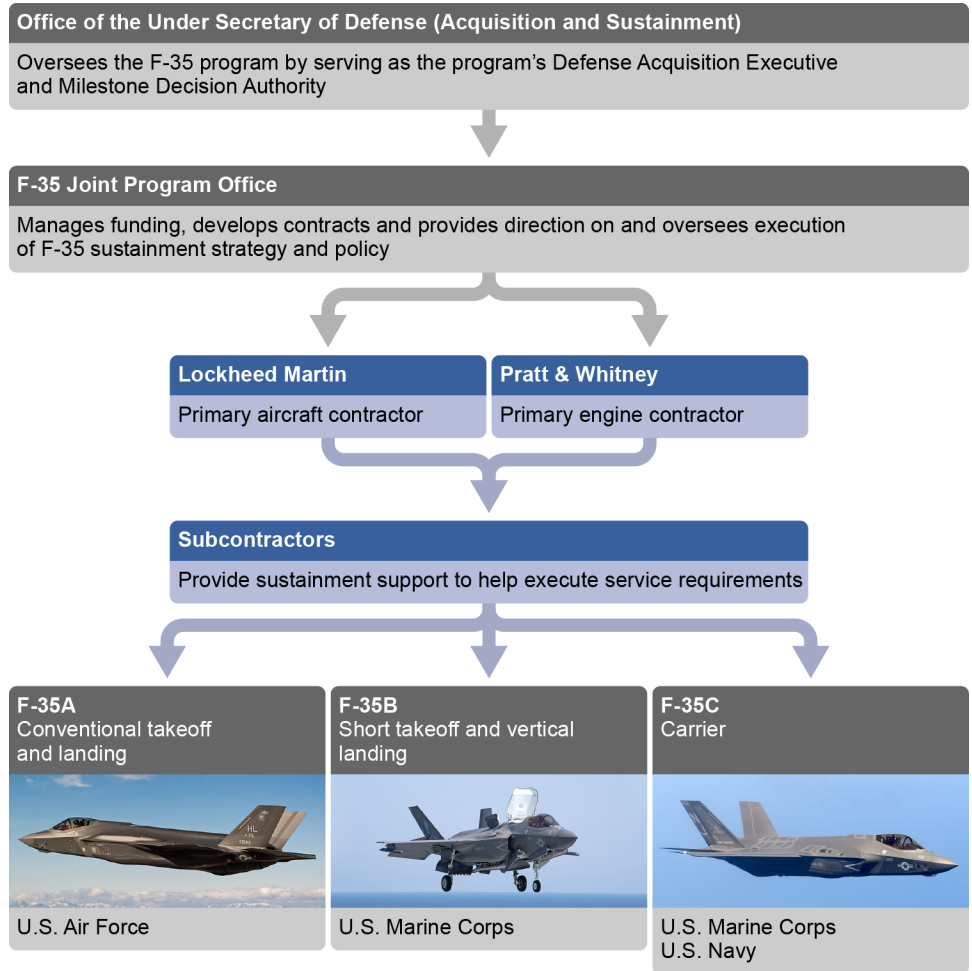 Office of the Under Secretary of Defense (Acquisition and Sustainment)
Oversees the F-35 program by serving as the program’s Defense Acquisition Executive
and Milestone Decision Authority
F-35 Joint Program Office
Manages funding, develops contracts and provides direction on and oversees execution
of F-35 sustainment strategy and policy
Lockheed Martin
Primary aircraft contractor
Pratt & Whitney
Primary engine contractor
Subcontractors
Provide sustainment support to help execute service requirements
F-35A
Conventional takeoff
and landing
HL
U.S. Air Force
F-35B
Short takeoff and vertical
landing
U.S. Marine Corps
F-35C
Carrier
U.S. Marine Corps
U.S. Navy